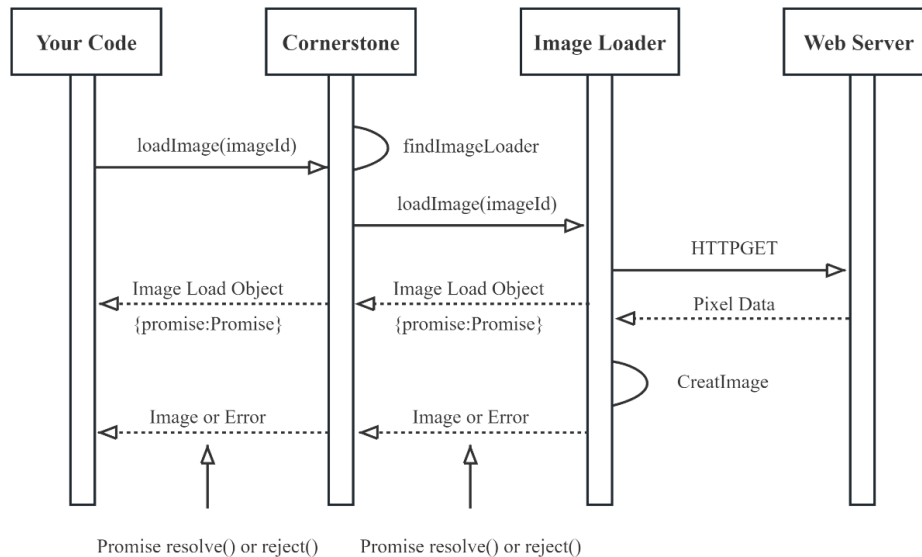 Your Code
Cornerstone
Image Loader
Web Server
loadImage(imageId)
findImageLoader
loadImage(imageId)
HTTPGET
Image Load Object
{promise:Promise}
Image Load Object
{promise:Promise}
Pixel Data
CreatImage
Image or Error
Image or Error
Promise resolve() or reject()
Promise resolve() or reject()